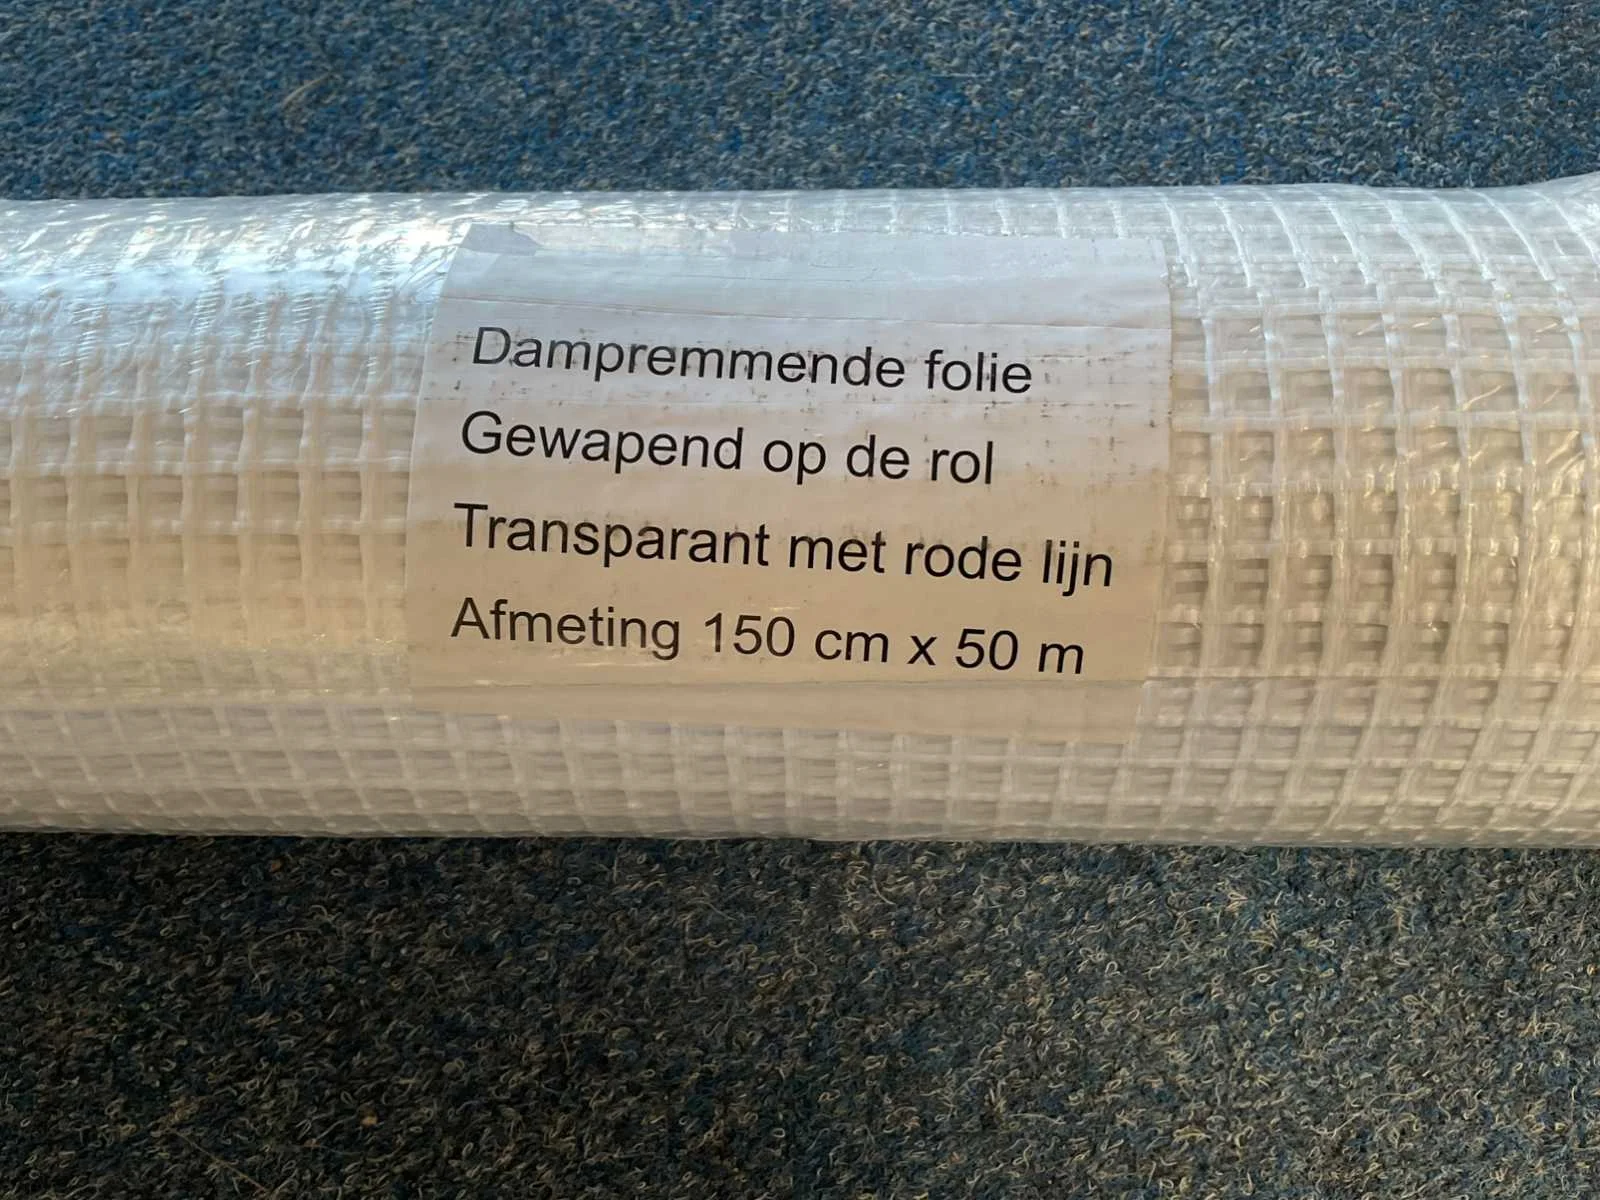 Dampremmende folie
Gewapend op de rol
Transparant met rode lijn
Afmeting 150 cm x 50 m